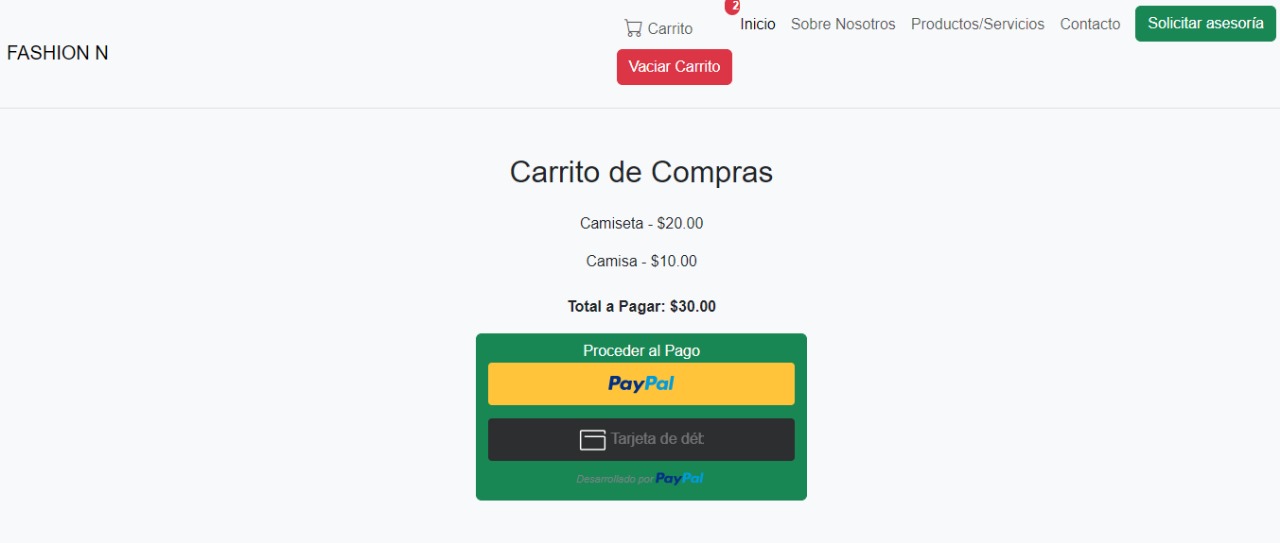 FASHION N
Carrito
2
Vaciar Carrito
Inicio
Sobre Nosotros
Productos/Servicios
Contacto
Solicitar asesoría
Carrito de Compras
Camiseta - $20.00
Camisa - $10.00
Total a Pagar: $30.00
Proceder al Pago
PayPal
Tarjeta de
Desarrollado por PayPal